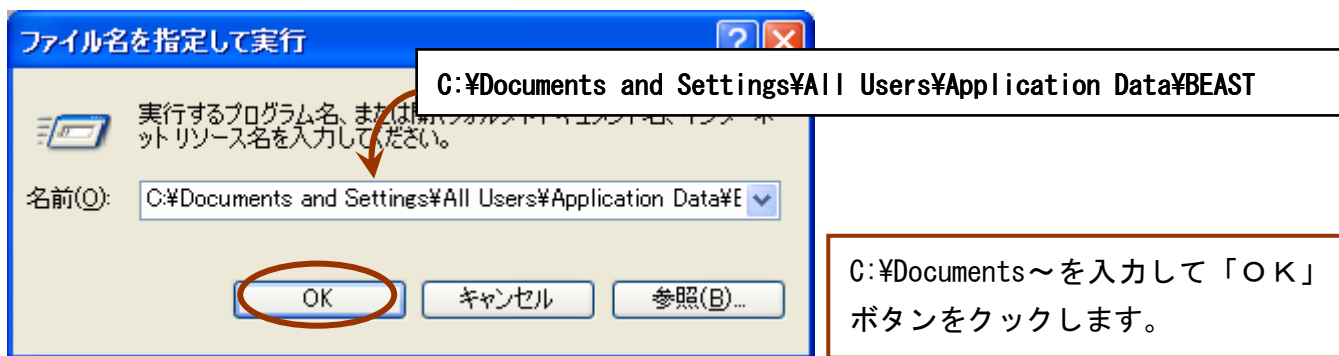 ファイル名を指定して実行
C:¥Documents and Settings¥All Users¥Application Data¥BEAST
実行するプログラム名、または
ット リソース名を入力してください。
名前(O):
C:¥Documents and Settings¥All Users¥Application Data¥E
OK
キャンセル
参照(B)...
C:¥Documents～を入力して「ＯＫ」
ボタンをクックします。